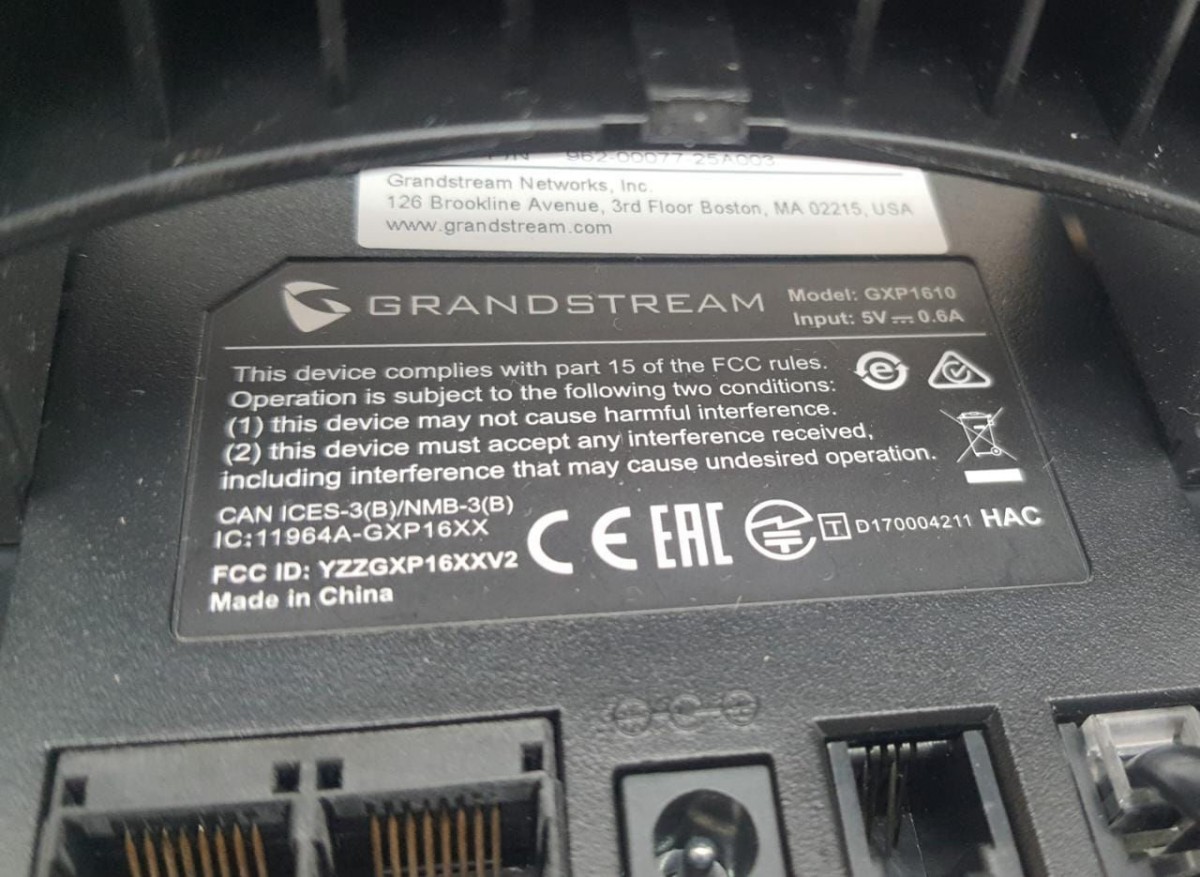 P/N 962-00077-25A003
Grandstream Networks, Inc.
126 Brookline Avenue, 3rd Floor Boston, MA 02215, USA
www.grandstream.com
GRANDSTREAM
Model: GXP1610
Input: 5V⎓0.6A
This device complies with part 15 of the FCC rules.
Operation is subject to the following two conditions:
(1) this device may not cause harmful interference.
(2) this device must accept any interference received,
including interference that may cause undesired operation.
CAN ICES-3(B)/NMB-3(B)
IC:11964A-GXP16XX
FCC ID: YZZGXP16XXV2
Made in China
CE EAC T D170004211 HAC